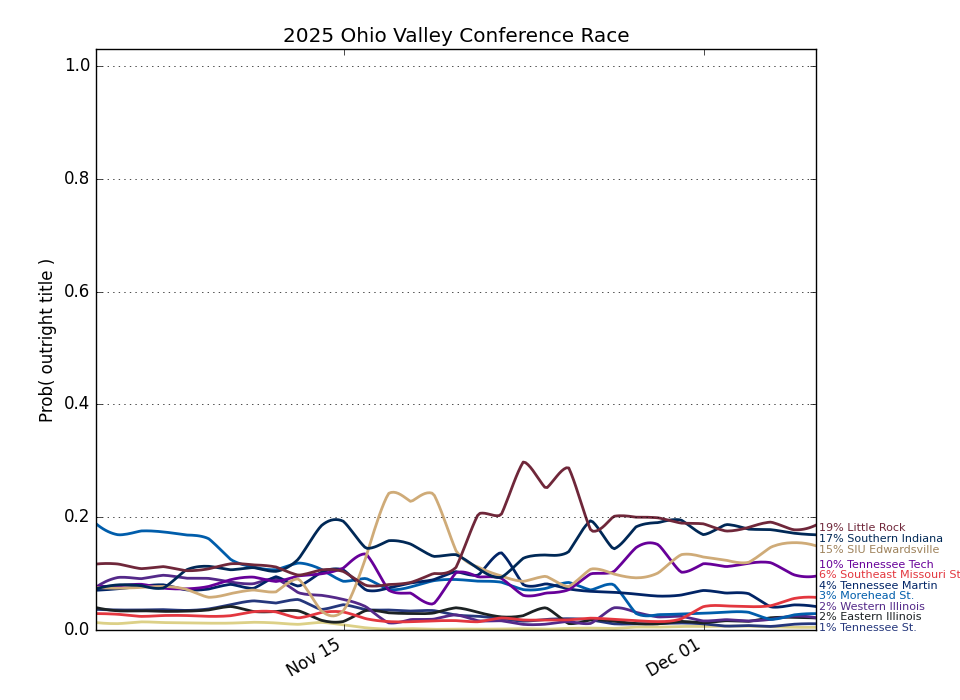 2025 Ohio Valley Conference Race
Prob( outright title )
1.0
0.8
0.6
0.4
0.2
0.0
Nov 15
Dec 01
19% Little Rock
17% Southern Indiana
15% SIU Edwardsville
10% Tennessee Tech
6% Southeast Missouri St
4% Tennessee Martin
3% Morehead St.
2% Western Illinois
2% Eastern Illinois
1% Tennessee St.